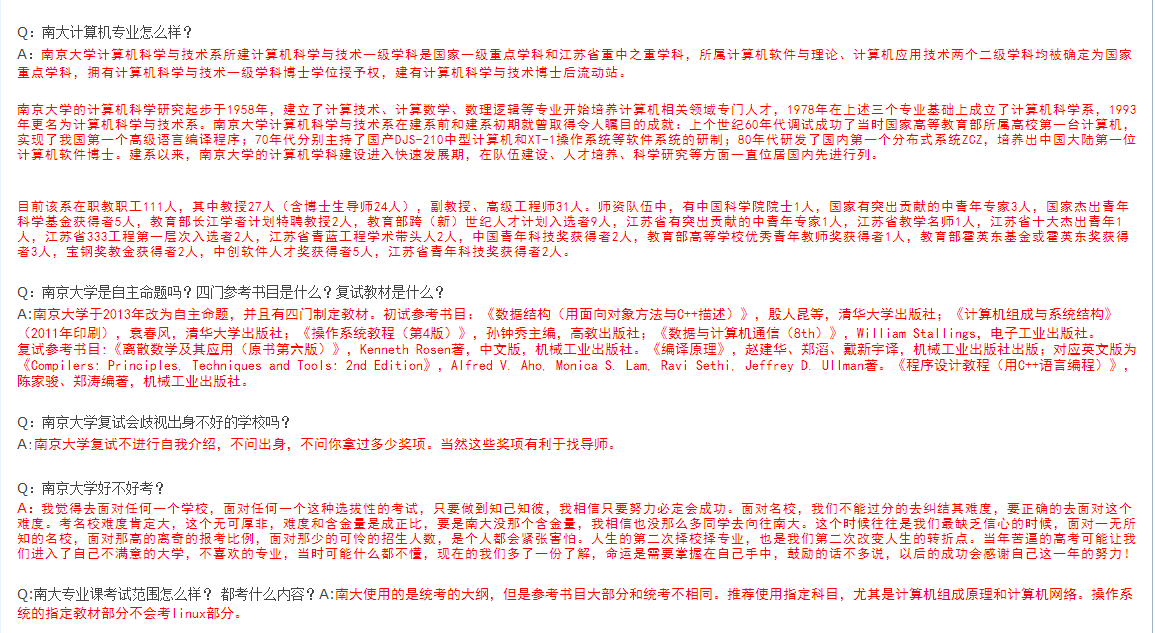 Q：南大计算机专业怎么样？
A：南京大学计算机科学与技术系所建计算机科学与技术一级学科是国家一级重点学科和江苏省重中之重学科，所属计算机软件与理论、计算机应用技术两个二级学科均被确定为国家
重点学科，拥有计算机科学与技术一级学科博士学位授予权，建有计算机科学与技术博士后流动站。
南京大学的计算机科学研究起步于1958年，建立了计算技术、计算数学、数理逻辑等专业开始培养计算机相关领域专门人才，1978年在上述三个专业基础上成立了计算机科学系，1993
年更名为计算机科学与技术系。南京大学计算机科学与技术系在建系前和建系初期就曾取得令人瞩目的成就：上个世纪60年代调试成功了当时国家高等教育部所属高校第一台计算机，
实现了我国第一个高级语言编译程序；70年代分别主持了国产DJS-210中型计算机和XT-1操作系统等软件系统的研制；80年代研发了国内第一个分布式系统ZCZ，培养出中国大陆第一位
计算机软件博士。建系以来，南京大学的计算机学科建设进入快速发展期，在队伍建设、人才培养、科学研究等方面一直位居国内先进行列。
目前该系在职教职工111人，其中教授27人（含博士生导师24人），副教授、高级工程师31人。师资队伍中，有中国科学院院士1人，国家有突出贡献的中青年专家3人，国家杰出青年
科学基金获得者5人，教育部长江学者计划特聘教授2人，教育部跨（新）世纪人才计划入选者9人，江苏省有突出贡献的中青年专家1人，江苏省教学名师1人，江苏省十大杰出青年1
人，江苏省333工程第一层次入选者2人，江苏省青蓝工程学术带头人2人，中国青年科技奖获得者2人，教育部高等学校优秀青年教师奖获得者1人，教育部霍英东基金或霍英东奖获得
者3人，宝钢奖教金获得者2人，中创软件人才奖获得者5人，江苏省青年科技奖获得者2人。
Q：南京大学是自主命题吗？四门参考书目是什么？复试教材是什么？
A:南京大学于2013年改为自主命题，并且有四门制定教材。初试参考书目：《数据结构（用面向对象方法与C++描述）》，殷人昆等，清华大学出版社；《计算机组成与系统结构》
（2011年印刷），袁春风，清华大学出版社；《操作系统教程（第4版）》，孙钟秀主编，高教出版社；《数据与计算机通信（8th）》，William Stallings，电子工业出版社。
复试参考书目：《离散数学及其应用（原书第六版）》，Kenneth Rosen著，中文版，机械工业出版社。《编译原理》，赵建华、郑滔、戴新宇译，机械工业出版社出版；对应英文版为
《Compilers: Principles, Techniques and Tools: 2nd Edition》，Alfred V. Aho, Monica S. Lam, Ravi Sethi, Jeffrey D. Ullman著。《程序设计教程（用C++语言编程）》，
陈家骏、郑涛编著，机械工业出版社。
Q：南京大学复试会歧视出身不好的学校吗？
A:南京大学复试不进行自我介绍，不问出身，不问你拿过多少奖项。当然这些奖项有利于找导师。
Q：南京大学好不好考？
A：我觉得去面对任何一个学校，面对任何一个这种选拔性的考试，只要做到知己知彼，我相信只要努力必定会成功。面对名校，我们不能过分的去纠结其难度，要正确的去面对这个
难度。考名校难度肯定大，这个无可厚非，难度和含金量是成正比，要是南大没那个含金量，我相信也没那么多同学去向往南大。这个时候往往是我们最缺乏信心的时候，面对一无所
知的名校，面对那高的离奇的报考比例，面对那少的可怜的招生人数，是个人都会紧张害怕。人生的第二次择校择专业，也是我们第二次改变人生的转折点。当年苦逼的高考可能让我
们进入了自己不满意的大学，不喜欢的专业，当时可能什么都不懂，现在的我们多了一份了解，命运是需要掌握在自己手中，鼓励的话不多说，以后的成功会感谢自己这一年的努力！
Q:南大专业课考试范围怎么样？ 都考什么内容？A:南大使用的是统考的大纲，但是参考书目大部分和统考不相同。推荐使用指定科目，尤其是计算机组成原理和计算机网络。操作系
统的指定教材部分不会考linux部分。